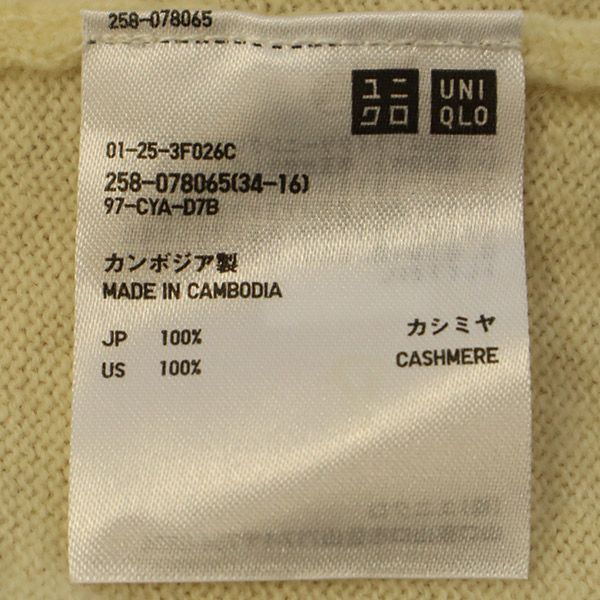 258-078065
ユニ
クロ
UNI
QLO
01-25-3F026C
258-078065(34-16)
97-CYA-D7B
カンボジア製
MADE IN CAMBODIA
JP 100% カシミヤ
US 100% CASHMERE